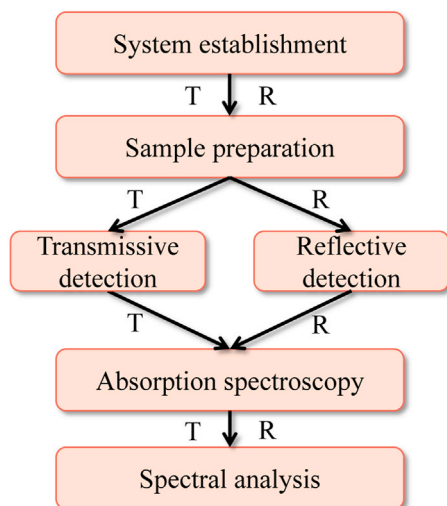 System establishment
T R
Sample preparation
T R
Transmissive
detection
Reflective
detection
T R
Absorption spectroscopy
T R
Spectral analysis